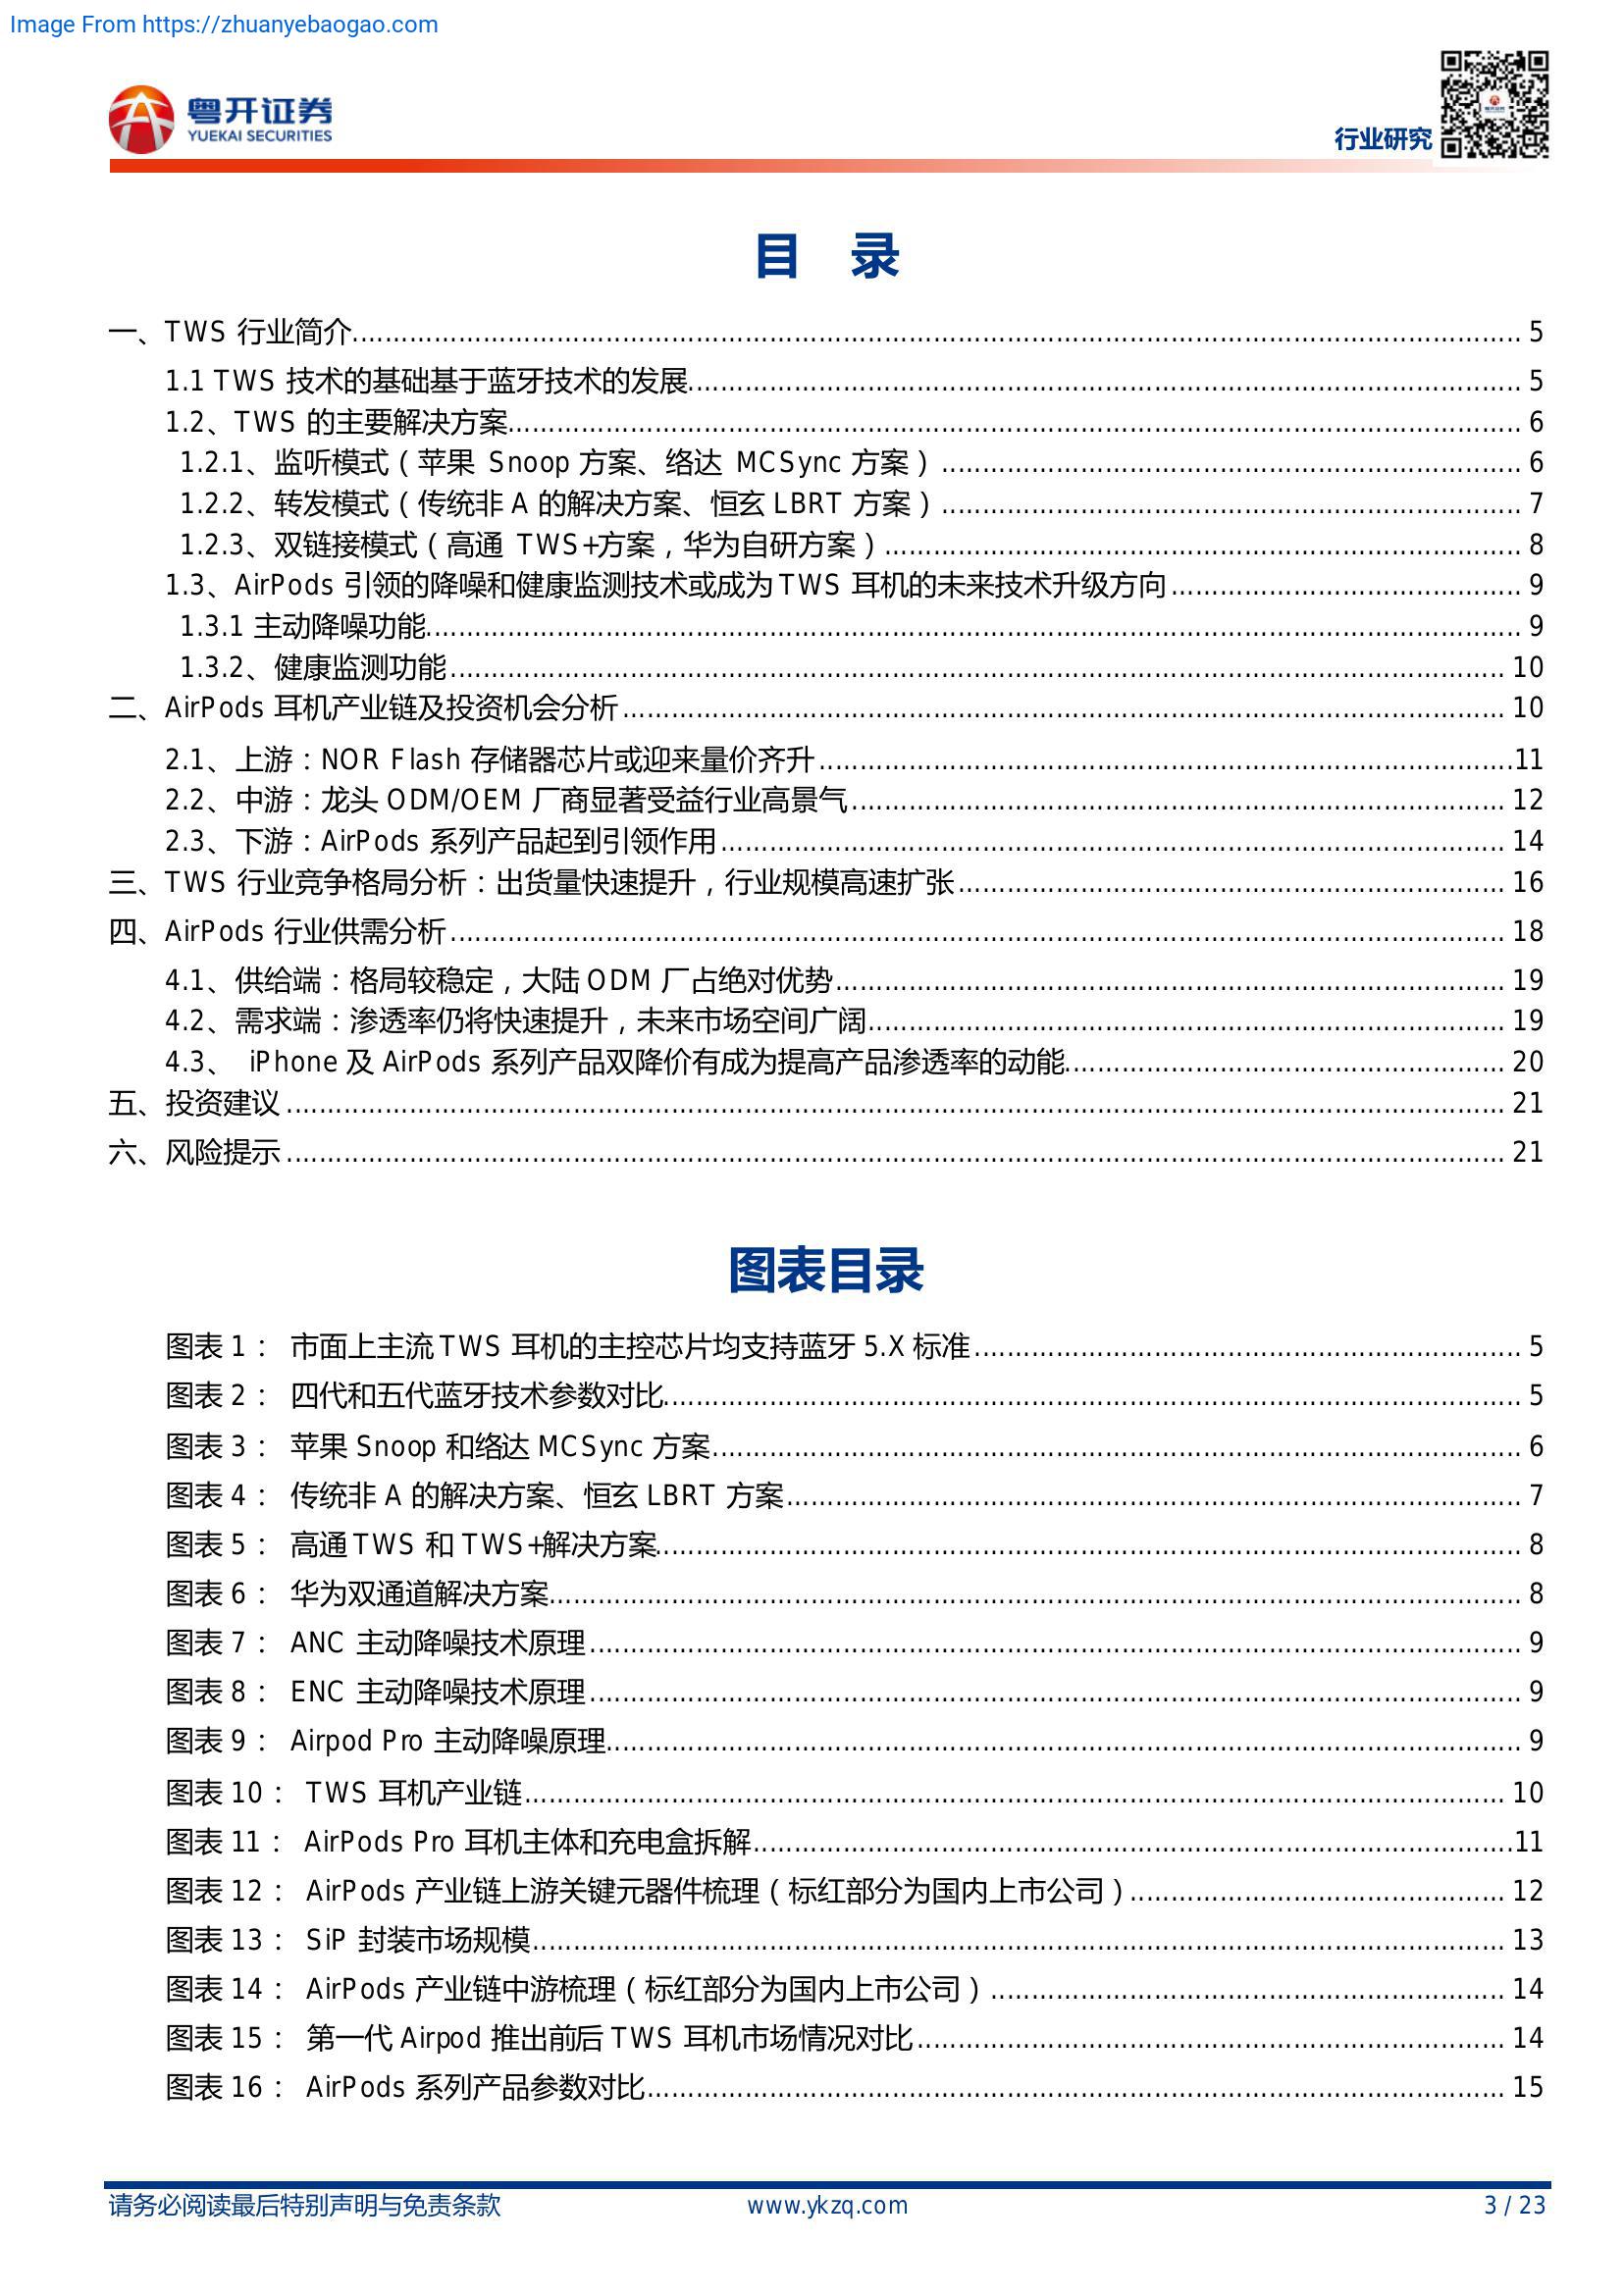 Image From https://zhuanyebaogao.com
粤开证券
YUEKAI SECURITIES
行业研究
目 录
一、TWS 行业简介 5
1.1 TWS 技术的基础基于蓝牙技术的发展 5
1.2、TWS 的主要解决方案 6
1.2.1、监听模式（苹果 Snoop 方案、络达 MCSync 方案） 6
1.2.2、转发模式（传统非 A 的解决方案、恒玄 LBRT 方案） 7
1.2.3、双链接模式（高通 TWS+方案，华为自研方案） 8
1.3、AirPods 引领的降噪和健康监测技术或成为 TWS 耳机的未来技术升级方向 9
1.3.1 主动降噪功能 9
1.3.2、健康监测功能 10
二、AirPods 耳机产业链及投资机会分析 10
2.1、上游：NOR Flash 存储器芯片或迎来量价齐升 11
2.2、中游：龙头 ODM/OEM 厂商显著受益行业高景气 12
2.3、下游：AirPods 系列产品起到引领作用 14
三、TWS 行业竞争格局分析：出货量快速提升，行业规模高速扩张 16
四、AirPods 行业供需分析 18
4.1、供给端：格局较稳定，大陆 ODM 厂占绝对优势 19
4.2、需求端：渗透率仍将快速提升，未来市场空间广阔 19
4.3、 iPhone 及 AirPods 系列产品双降价有成为提高产品渗透率的动能 20
五、投资建议 21
六、风险提示 21
图表目录
图表 1： 市面上主流 TWS 耳机的主控芯片均支持蓝牙 5.X 标准 5
图表 2： 四代和五代蓝牙技术参数对比 5
图表 3： 苹果 Snoop 和络达 MCSync 方案 6
图表 4： 传统非 A 的解决方案、恒玄 LBRT 方案 7
图表 5： 高通 TWS 和 TWS+解决方案 8
图表 6： 华为双通道解决方案 8
图表 7： ANC 主动降噪技术原理 9
图表 8： ENC 主动降噪技术原理 9
图表 9： Airpod Pro 主动降噪原理 9
图表 10： TWS 耳机产业链 10
图表 11： AirPods Pro 耳机主体和充电盒拆解 11
图表 12： AirPods 产业链上游关键元器件梳理（标红部分为国内上市公司） 12
图表 13： SiP 封装市场规模 13
图表 14： AirPods 产业链中游梳理（标红部分为国内上市公司） 14
图表 15： 第一代 Airpod 推出前后 TWS 耳机市场情况对比 14
图表 16： AirPods 系列产品参数对比 15
请务必阅读最后特别声明与免责条款 www.ykzq.com 3 / 23